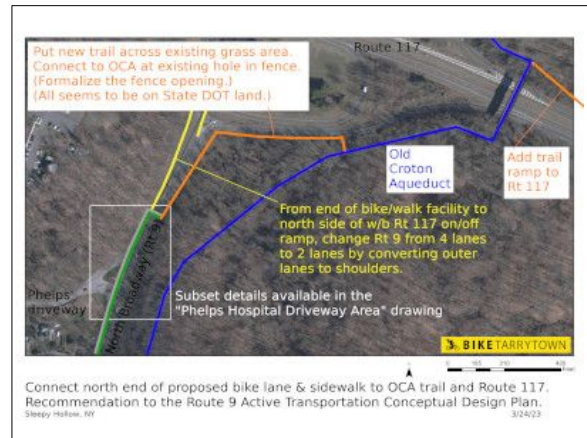 Put new trail across existing grass area.
Connect to OCA at existing hole in fence.
(Formalize the fence opening.)
(All seems to be on State DOT land.)
Route 117
Old
Croton
Aqueduct
Add trail
ramp to
Rt 117
From end of bike/walk facility to
north side of w/b Rt 117 on/off
ramp, change Rt 9 from 4 lanes
to 2 lanes by converting outer
lanes to shoulders.
North Broadway (Rt 9)
Phelps
Driveway
Subset details available in the
"Phelps Hospital Driveway Area" drawing
BIKETARRYTOWN
Connect north end of proposed bike lane & sidewalk to OCA trail and Route 117.
Recommendation to the Route 9 Active Transportation Conceptual Design Plan.
Sleepy Hollow, NY
3/24/23